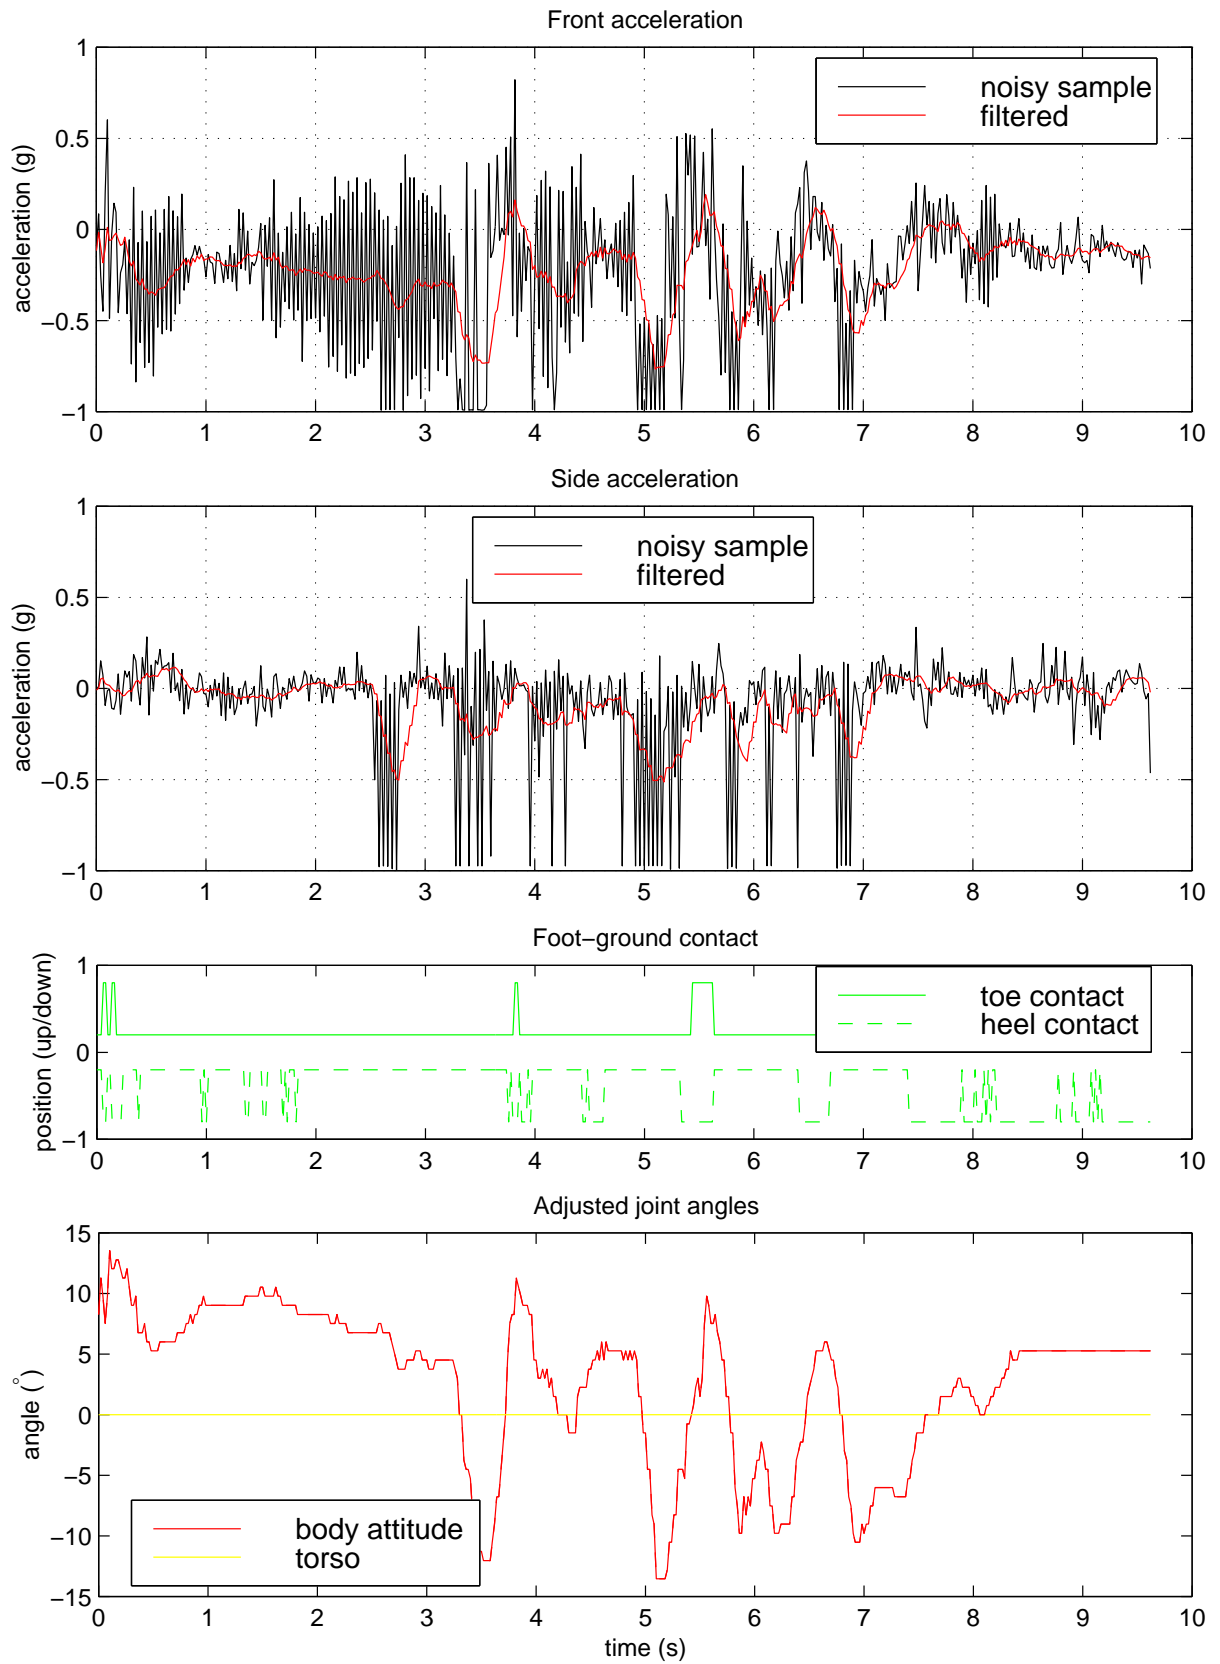 Front acceleration
1
0.5
0
−0.5
−1
acceleration (g)
noisy sample
filtered
0 1 2 3 4 5 6 7 8 9 10
Side acceleration
1
0.5
0
−0.5
−1
acceleration (g)
noisy sample
filtered
0 1 2 3 4 5 6 7 8 9 10
Foot−ground contact
1
0
−1
position (up/down)
toe contact
heel contact
0 1 2 3 4 5 6 7 8 9 10
Adjusted joint angles
15
10
5
0
−5
−10
−15
angle (°)
body attitude
torso
0 1 2 3 4 5 6 7 8 9 10
time (s)